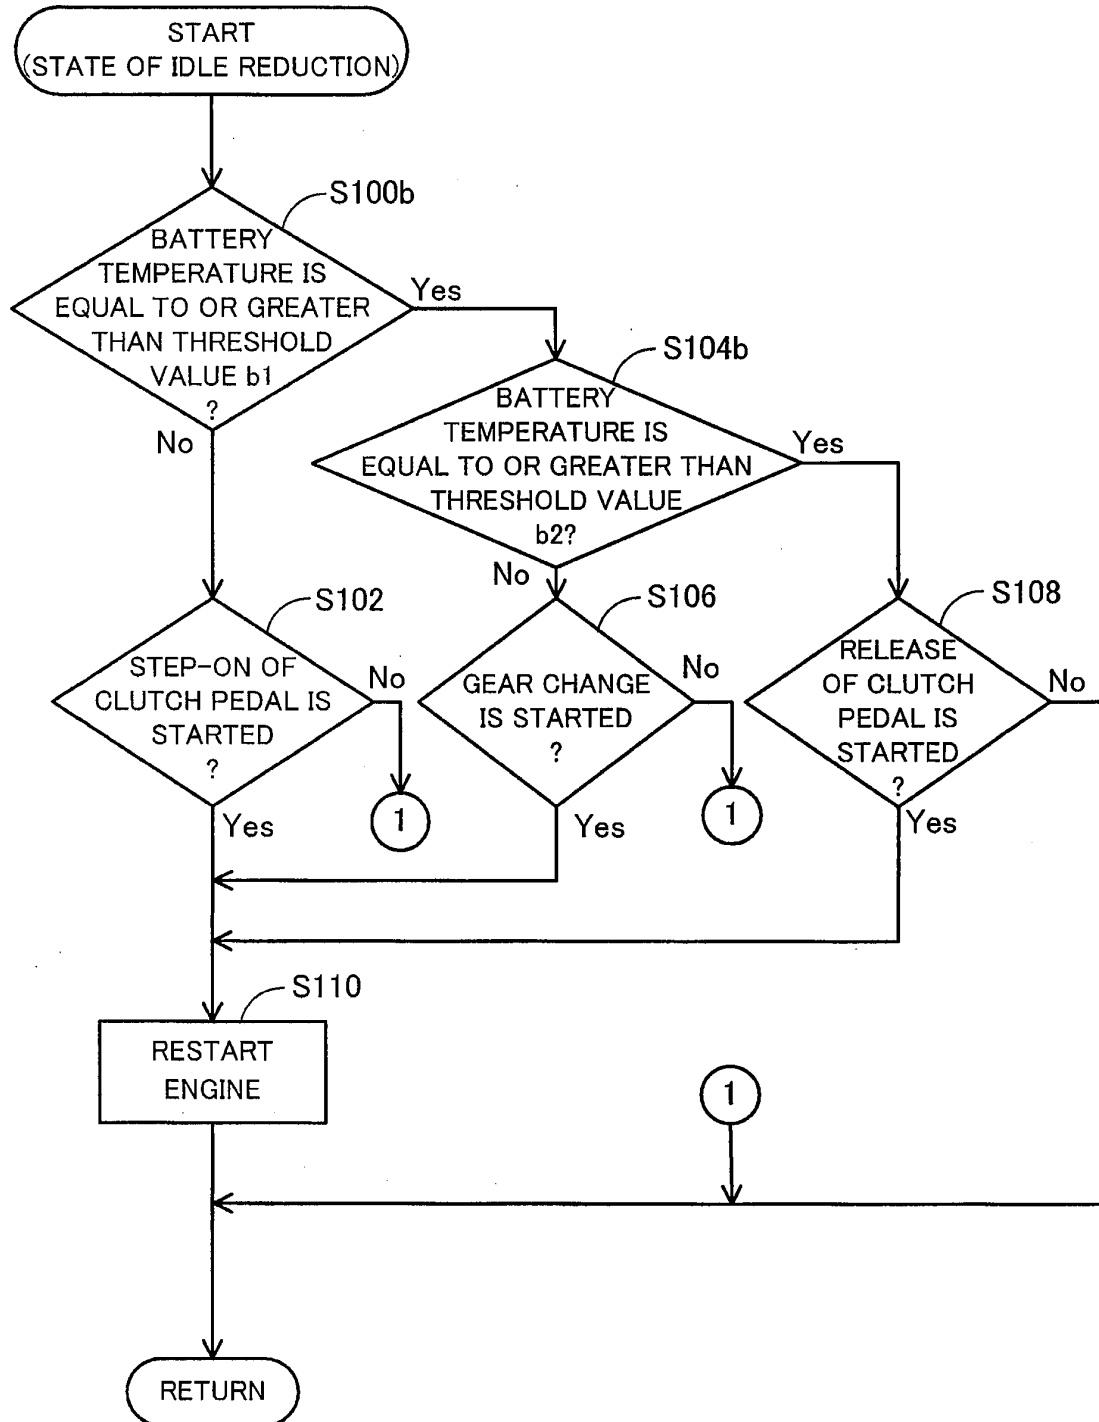 START
(STATE OF IDLE REDUCTION)
S100b
BATTERY
TEMPERATURE IS
EQUAL TO OR GREATER
THAN THRESHOLD
VALUE b1
?
Yes
No
S104b
BATTERY
TEMPERATURE IS
EQUAL TO OR GREATER THAN
THRESHOLD VALUE
b2?
Yes
No
S102
STEP-ON OF
CLUTCH PEDAL IS
STARTED
?
No
1
Yes
S106
GEAR CHANGE
IS STARTED
?
No
1
Yes
S108
RELEASE
OF CLUTCH
PEDAL IS
STARTED
?
No
Yes
S110
RESTART
ENGINE
1
RETURN